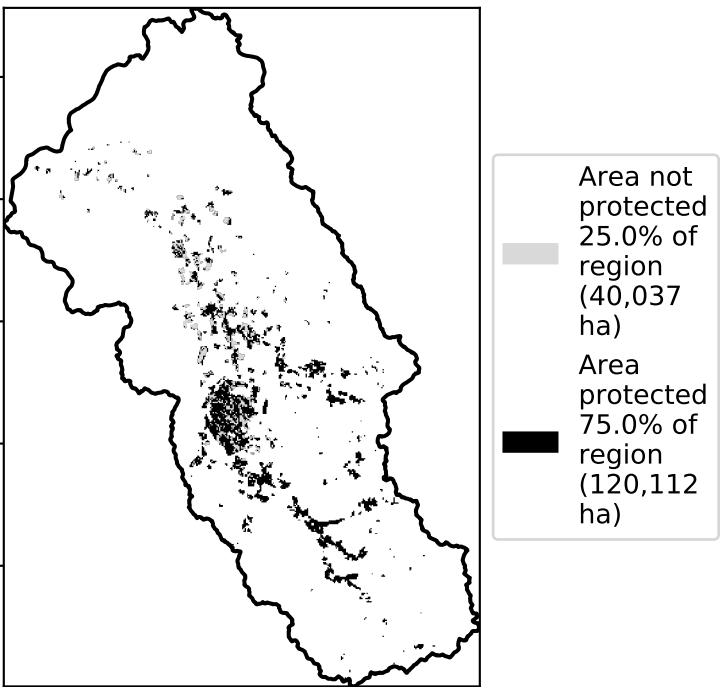 Area not
protected
25.0% of
region
(40,037
ha)
Area
protected
75.0% of
region
(120,112
ha)